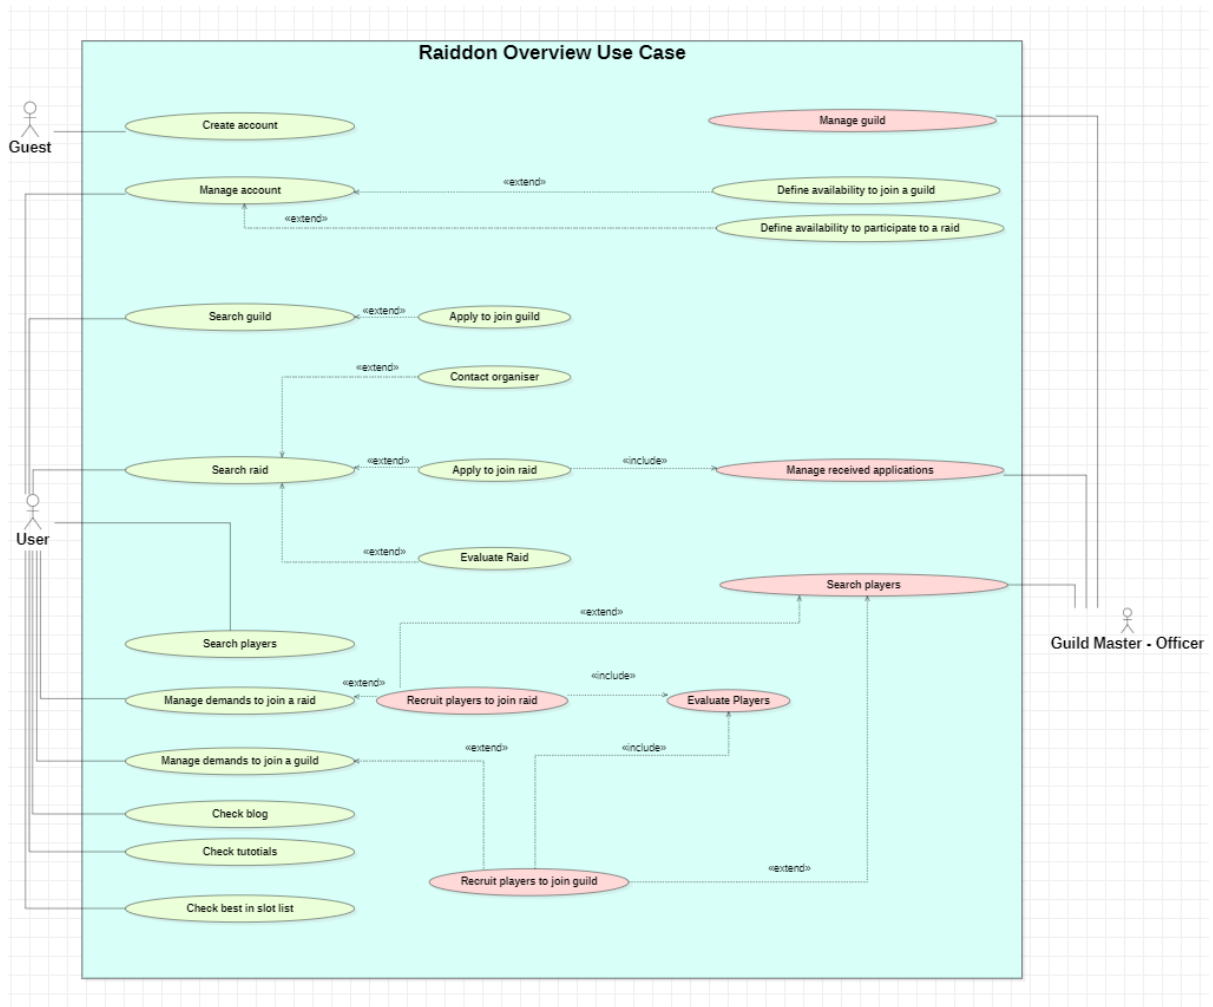 Raiddon Overview Use Case
Guest
Create account
Manage guild
Manage account
«extend»
Define availability to join a guild
«extend»
Define availability to participate to a raid
Search guild
«extend»
Apply to join guild
«extend»
Contact organiser
Search raid
«extend»
Apply to join raid
«include»
Manage received applications
User
«extend»
Evaluate Raid
Search players
«extend»
Guild Master - Officer
Search players
«extend»
«include»
Manage demands to join a raid
Recruit players to join raid
Evaluate Players
«extend»
«include»
Manage demands to join a guild
Check blog
Check tutotials
«extend»
Recruit players to join guild
Check best in slot list